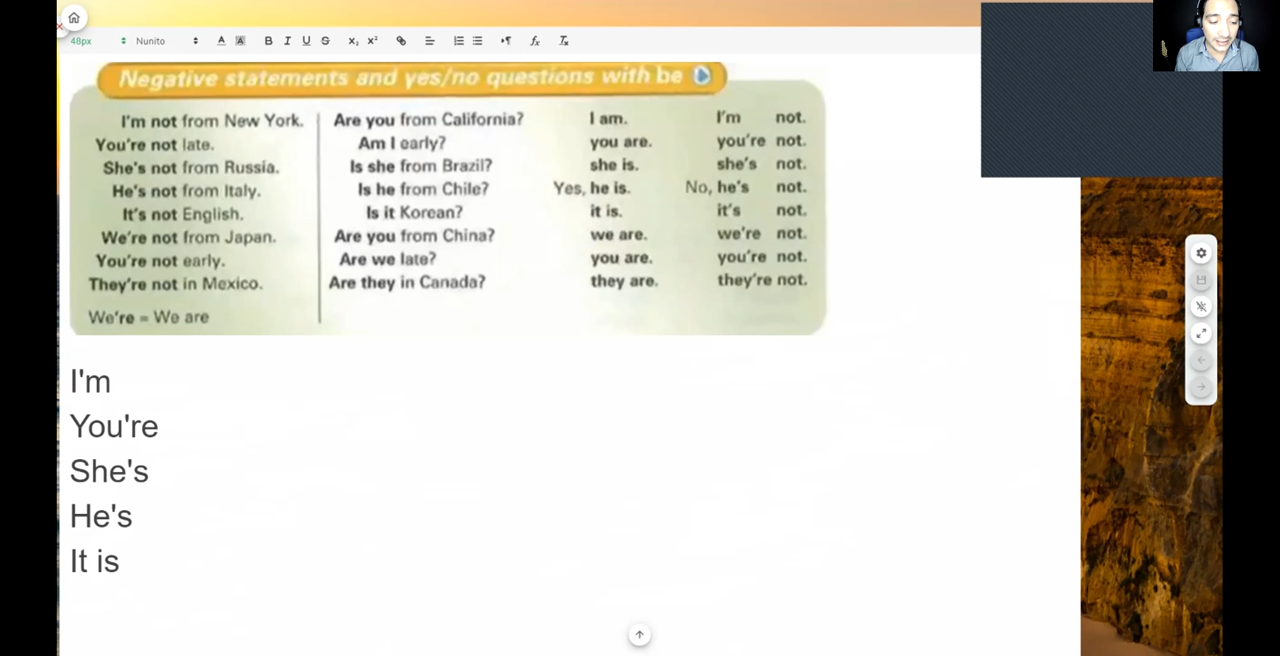 48px Nunito
Negative statements and yes/no questions with be
I'm not from New York. Are you from California? I am. I'm not.
You're not late. Am I early? you are. you're not.
She's not from Russia. Is she from Brazil? she is. she's not.
He's not from Italy. Is he from Chile? Yes, he is. No, he's not.
It's not English. Is it Korean? it is. it's not.
We're not from Japan. Are you from China? we are. we're not.
You're not early. Are we late? you are. you're not.
They're not in Mexico. Are they in Canada? they are. they're not.
We're = We are
I'm
You're
She's
He's
It is